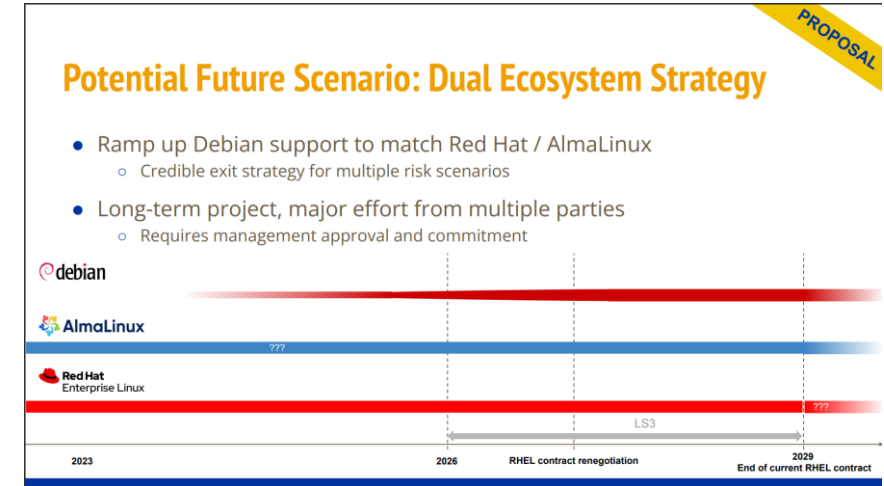 PROPOSAL
Potential Future Scenario: Dual Ecosystem Strategy
● Ramp up Debian support to match Red Hat / AlmaLinux
○ Credible exit strategy for multiple risk scenarios
● Long-term project, major effort from multiple parties
○ Requires management approval and commitment
debian
AlmaLinux
???
Red Hat
Enterprise Linux
???
LS3
2023
2026
RHEL contract renegotiation
2029
End of current RHEL contract